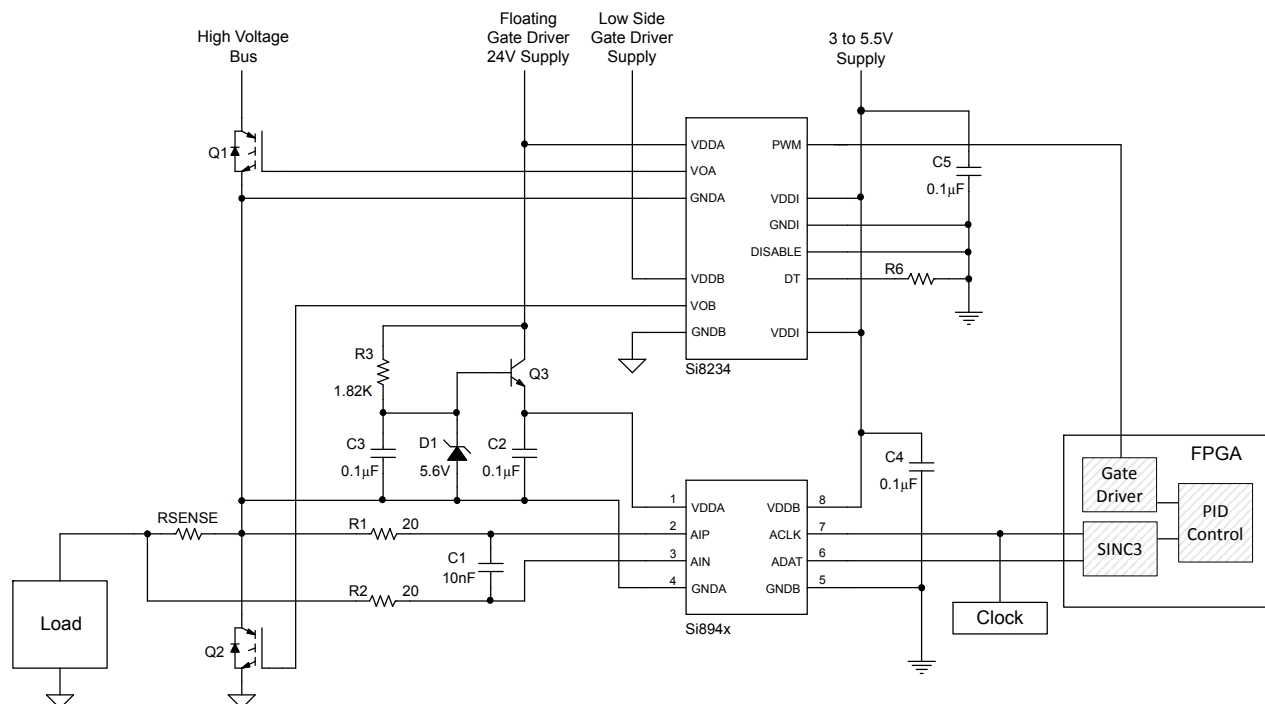 High Voltage
Bus
Floating
Gate Driver
24V Supply
Low Side
Gate Driver
Supply
3 to 5.5V
Supply
Q1
VDDA
VOA
GNDA
VDDB
VOB
GNDB
PWM
VDDI
GNDI
DISABLE
DT
VDDI
Si8234
C5
0.1μF
R6
R3
1.82K
Q3
C3
0.1μF
D1
5.6V
C2
0.1μF
C4
0.1μF
RSENSE
R1 20
C1
10nF
R2 20
Load
Q2
1
2
3
4
VDDA
AIP
AIN
GNDA
VDDB
ACLK
ADAT
GNDB
8
7
6
5
Si894x
Clock
FPGA
Gate
Driver
PID
Control
SINC3